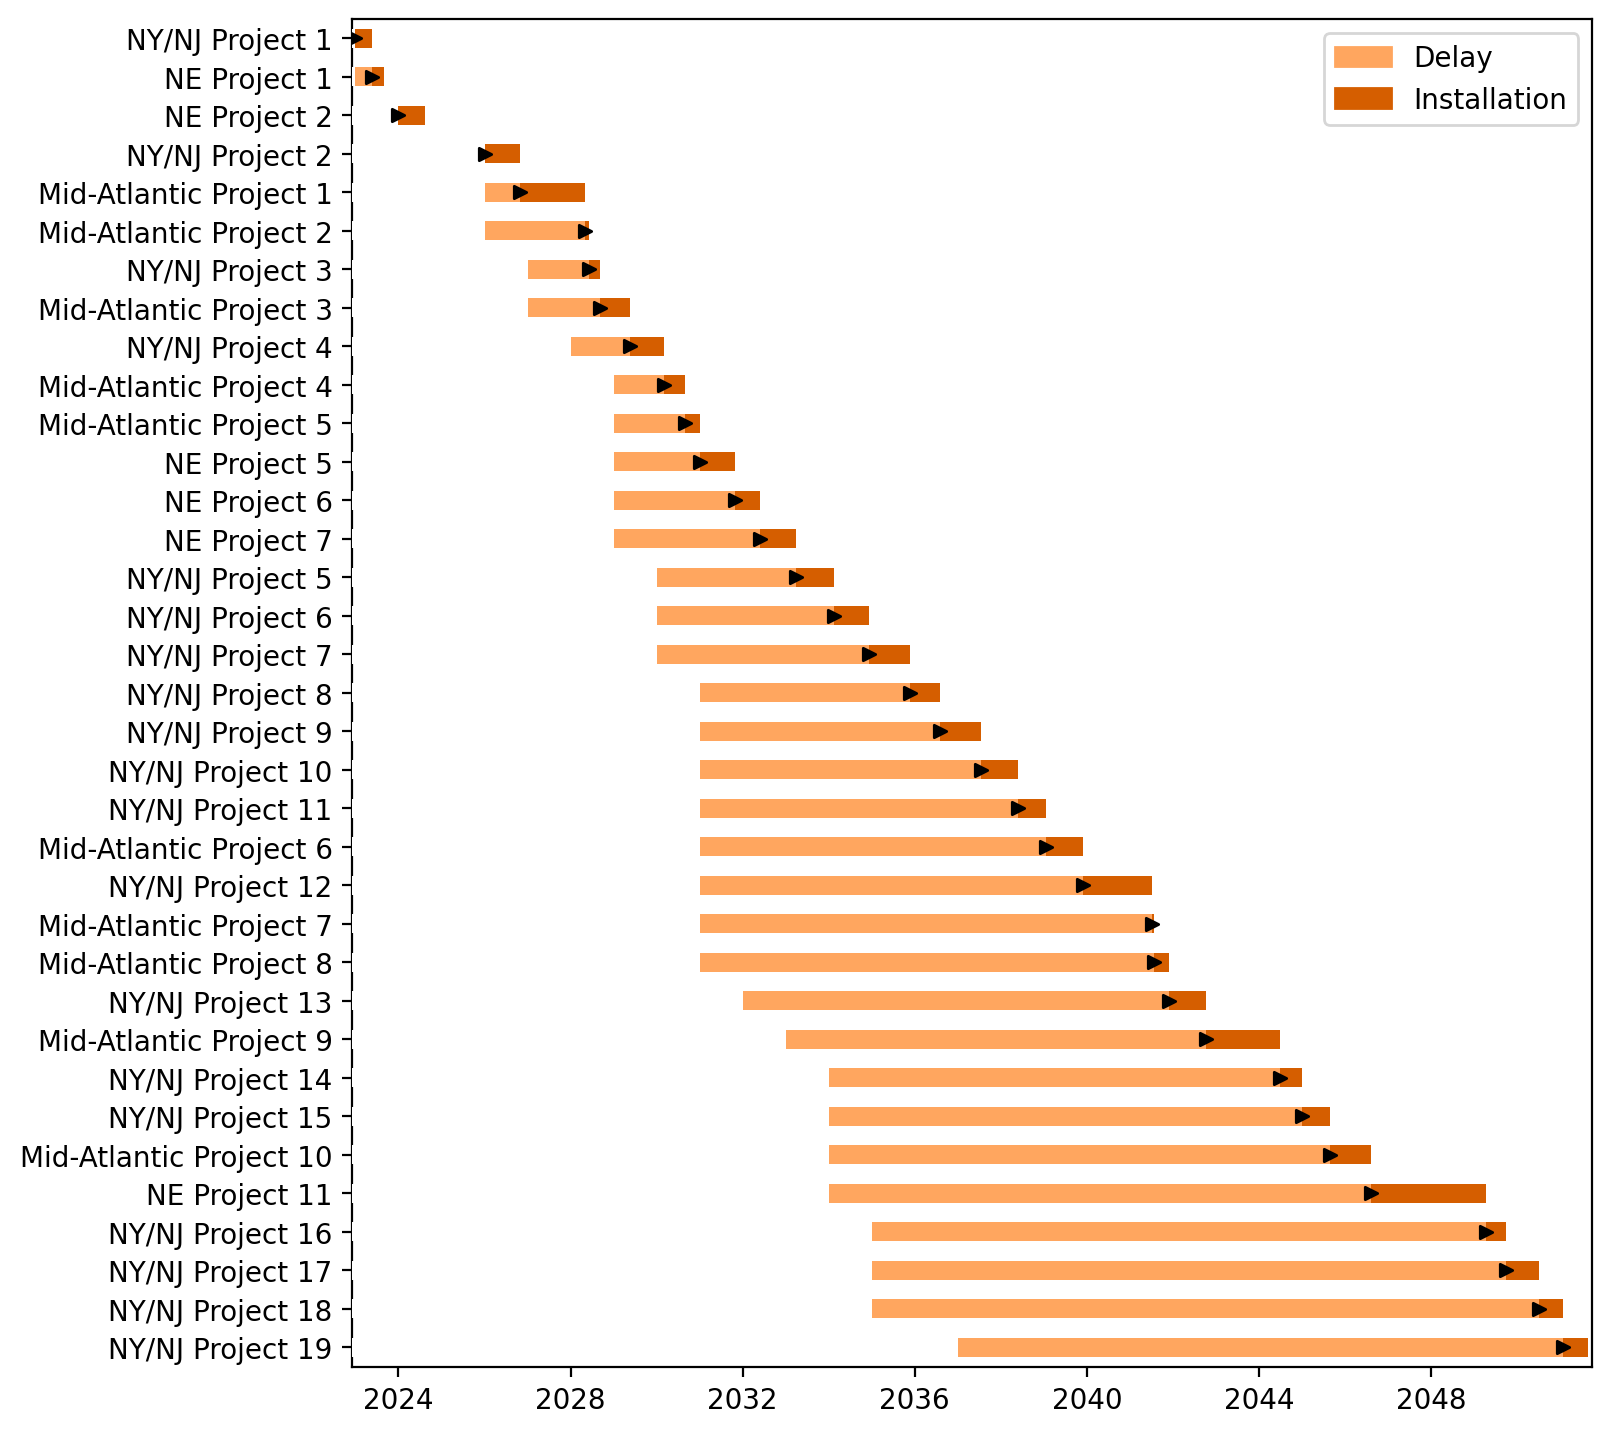 NY/NJ Project 1
NE Project 1
NE Project 2
NY/NJ Project 2
Mid-Atlantic Project 1
Mid-Atlantic Project 2
NY/NJ Project 3
Mid-Atlantic Project 3
NY/NJ Project 4
Mid-Atlantic Project 4
Mid-Atlantic Project 5
NE Project 5
NE Project 6
NE Project 7
NY/NJ Project 5
NY/NJ Project 6
NY/NJ Project 7
NY/NJ Project 8
NY/NJ Project 9
NY/NJ Project 10
NY/NJ Project 11
Mid-Atlantic Project 6
NY/NJ Project 12
Mid-Atlantic Project 7
Mid-Atlantic Project 8
NY/NJ Project 13
Mid-Atlantic Project 9
NY/NJ Project 14
NY/NJ Project 15
Mid-Atlantic Project 10
NE Project 11
NY/NJ Project 16
NY/NJ Project 17
NY/NJ Project 18
NY/NJ Project 19
Delay
Installation
2024 2028 2032 2036 2040 2044 2048